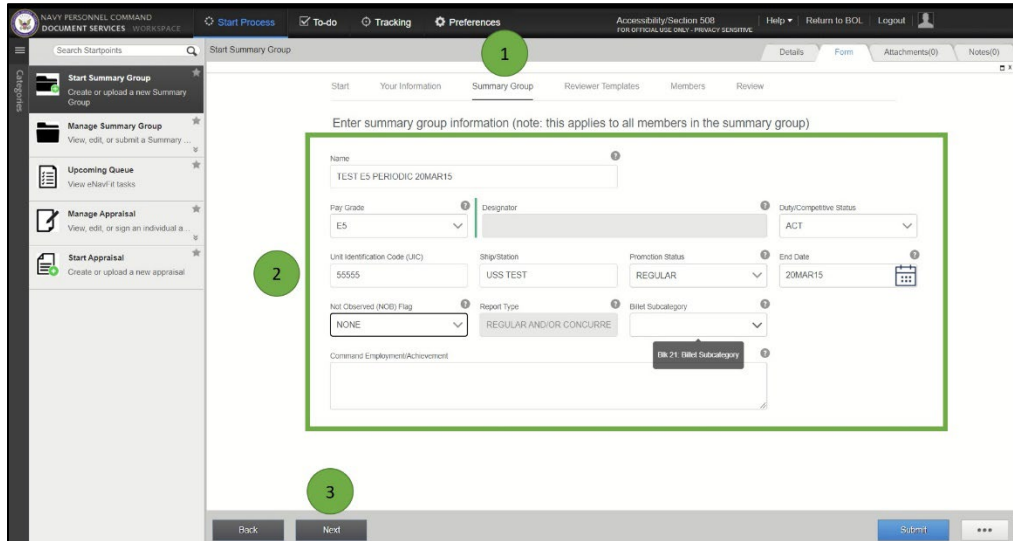 NAVY PERSONNEL COMMAND
DOCUMENT SERVICES - WORKSPACE
Start Process
To-do
Tracking
Preferences
Accessibility/Section 508
FOR OFFICIAL USE ONLY - PRIVACY SENSITIVE
Help
Return to BOL
Logout
Search Startpoints
Start Summary Group
Details
Form
Attachments(0)
Notes(0)
Categories
Start Summary Group
Create or upload a new Summary
Group
Manage Summary Group
View, edit, or submit a Summary ...
Upcoming Queue
View eNavFit tasks
Manage Appraisal
View, edit, or sign an individual a...
Start Appraisal
Create or upload a new appraisal
1
Start
Your Information
Summary Group
Reviewer Templates
Members
Review
Enter summary group information (note: this applies to all members in the summary group)
2
Name
TEST E5 PERIODIC 20MAR15
Pay Grade
Designator
Duty/Competitive Status
E5
ACT
Unit Identification Code (UIC)
Ship/Station
Promotion Status
End Date
55555
USS TEST
REGULAR
20MAR15
Not Observed (NOB) Flag
Report Type
Billet Subcategory
NONE
REGULAR AND/OR CONCURRE
Blk 21: Billet Subcategory
Command Employment/Achievement
3
Back
Next
Submit